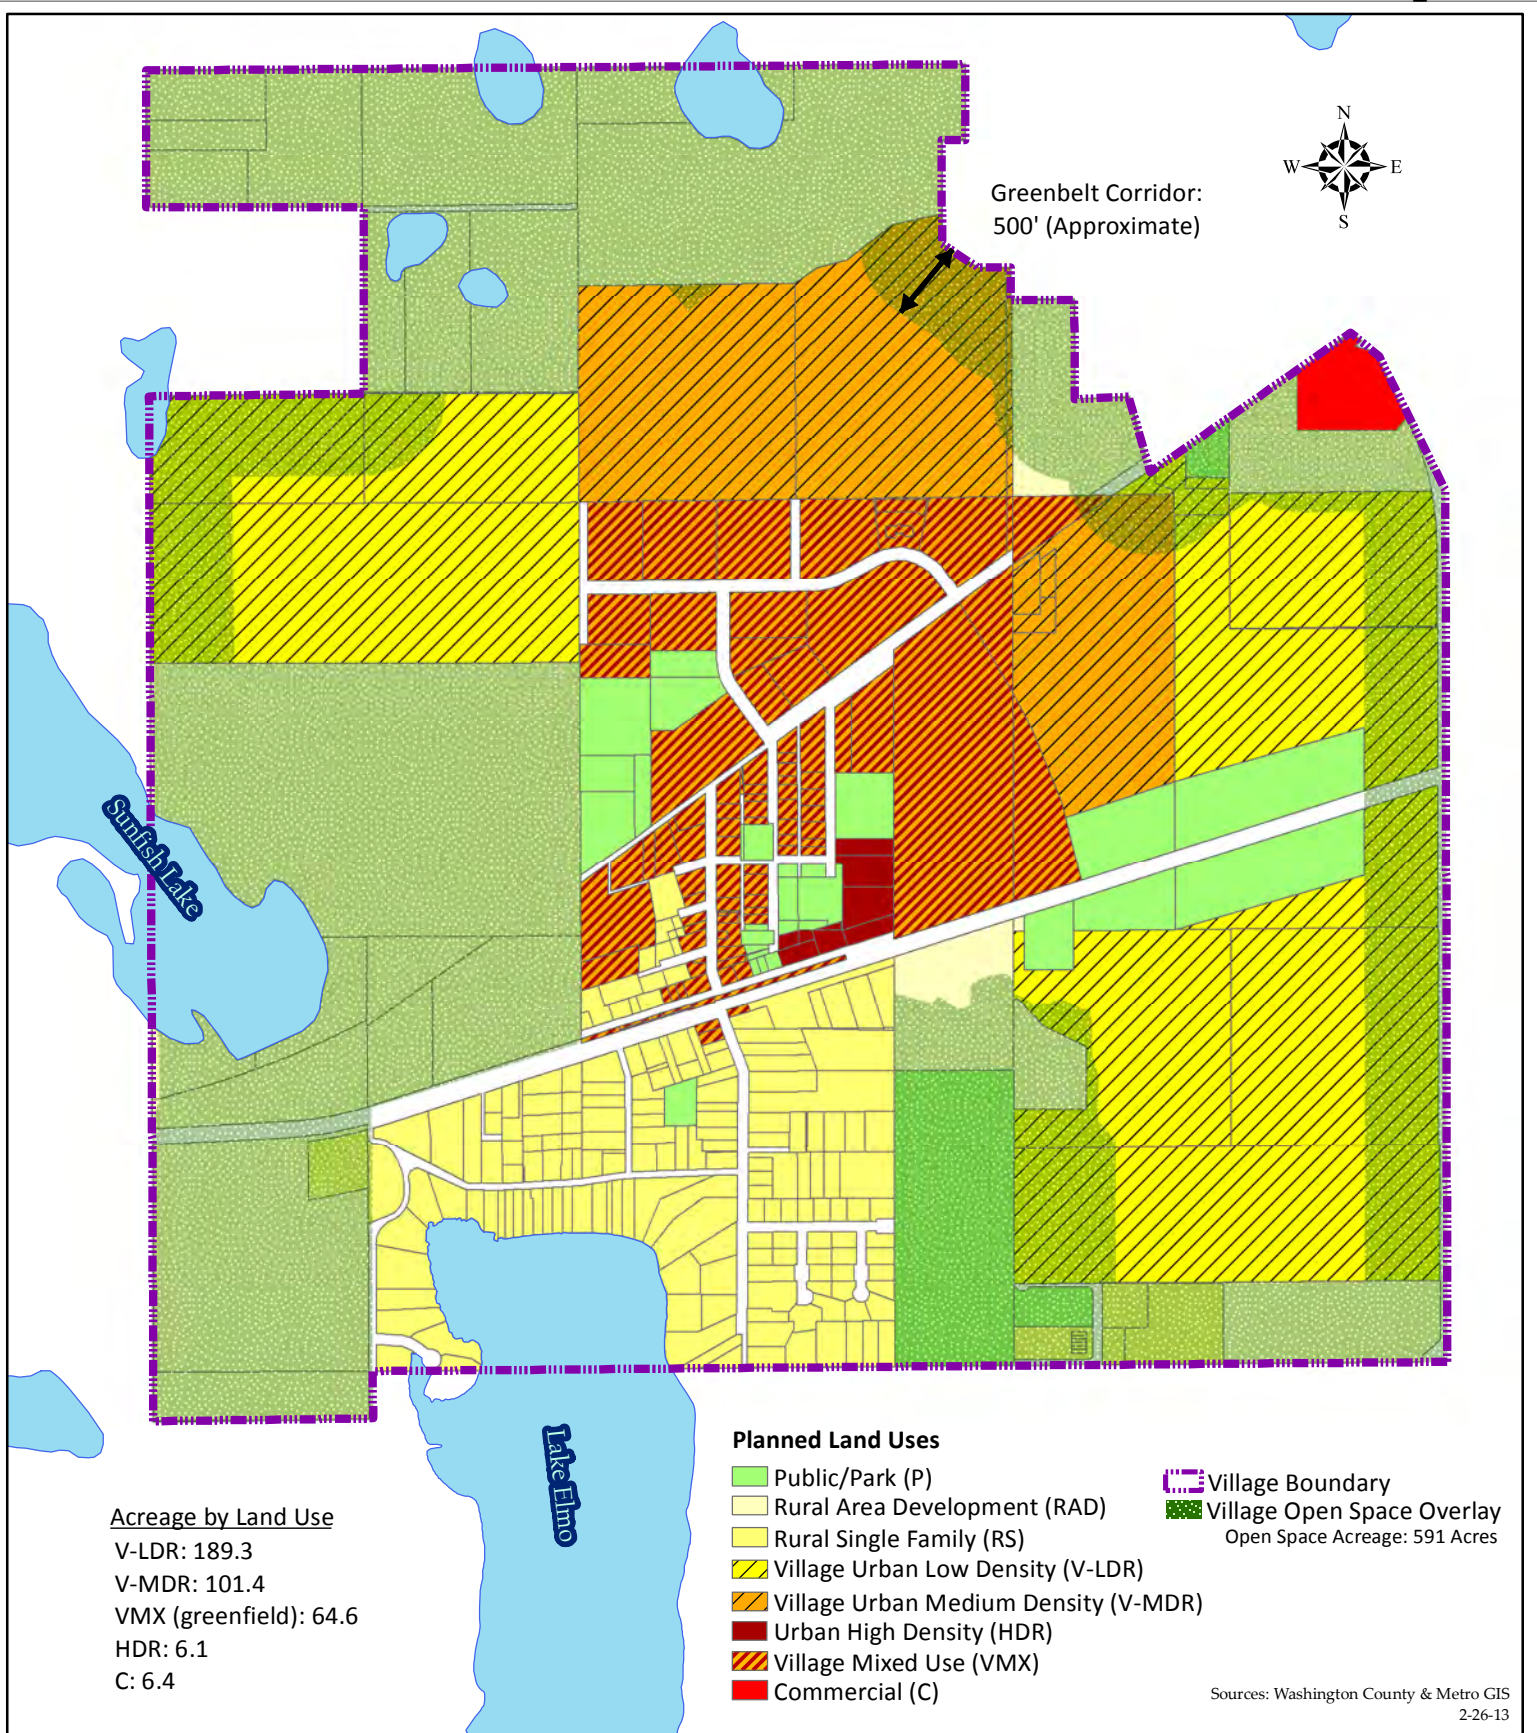 N
W
E
S
Greenbelt Corridor:
500' (Approximate)
Sunfish Lake
Lake Elmo
Planned Land Uses
Public/Park (P)
Rural Area Development (RAD)
Rural Single Family (RS)
Village Urban Low Density (V-LDR)
Village Urban Medium Density (V-MDR)
Urban High Density (HDR)
Village Mixed Use (VMX)
Commercial (C)
Village Boundary
Village Open Space Overlay
Open Space Acreage: 591 Acres
Acreage by Land Use
V-LDR: 189.3
V-MDR: 101.4
VMX (greenfield): 64.6
HDR: 6.1
C: 6.4
Sources: Washington County & Metro GIS
2-26-13